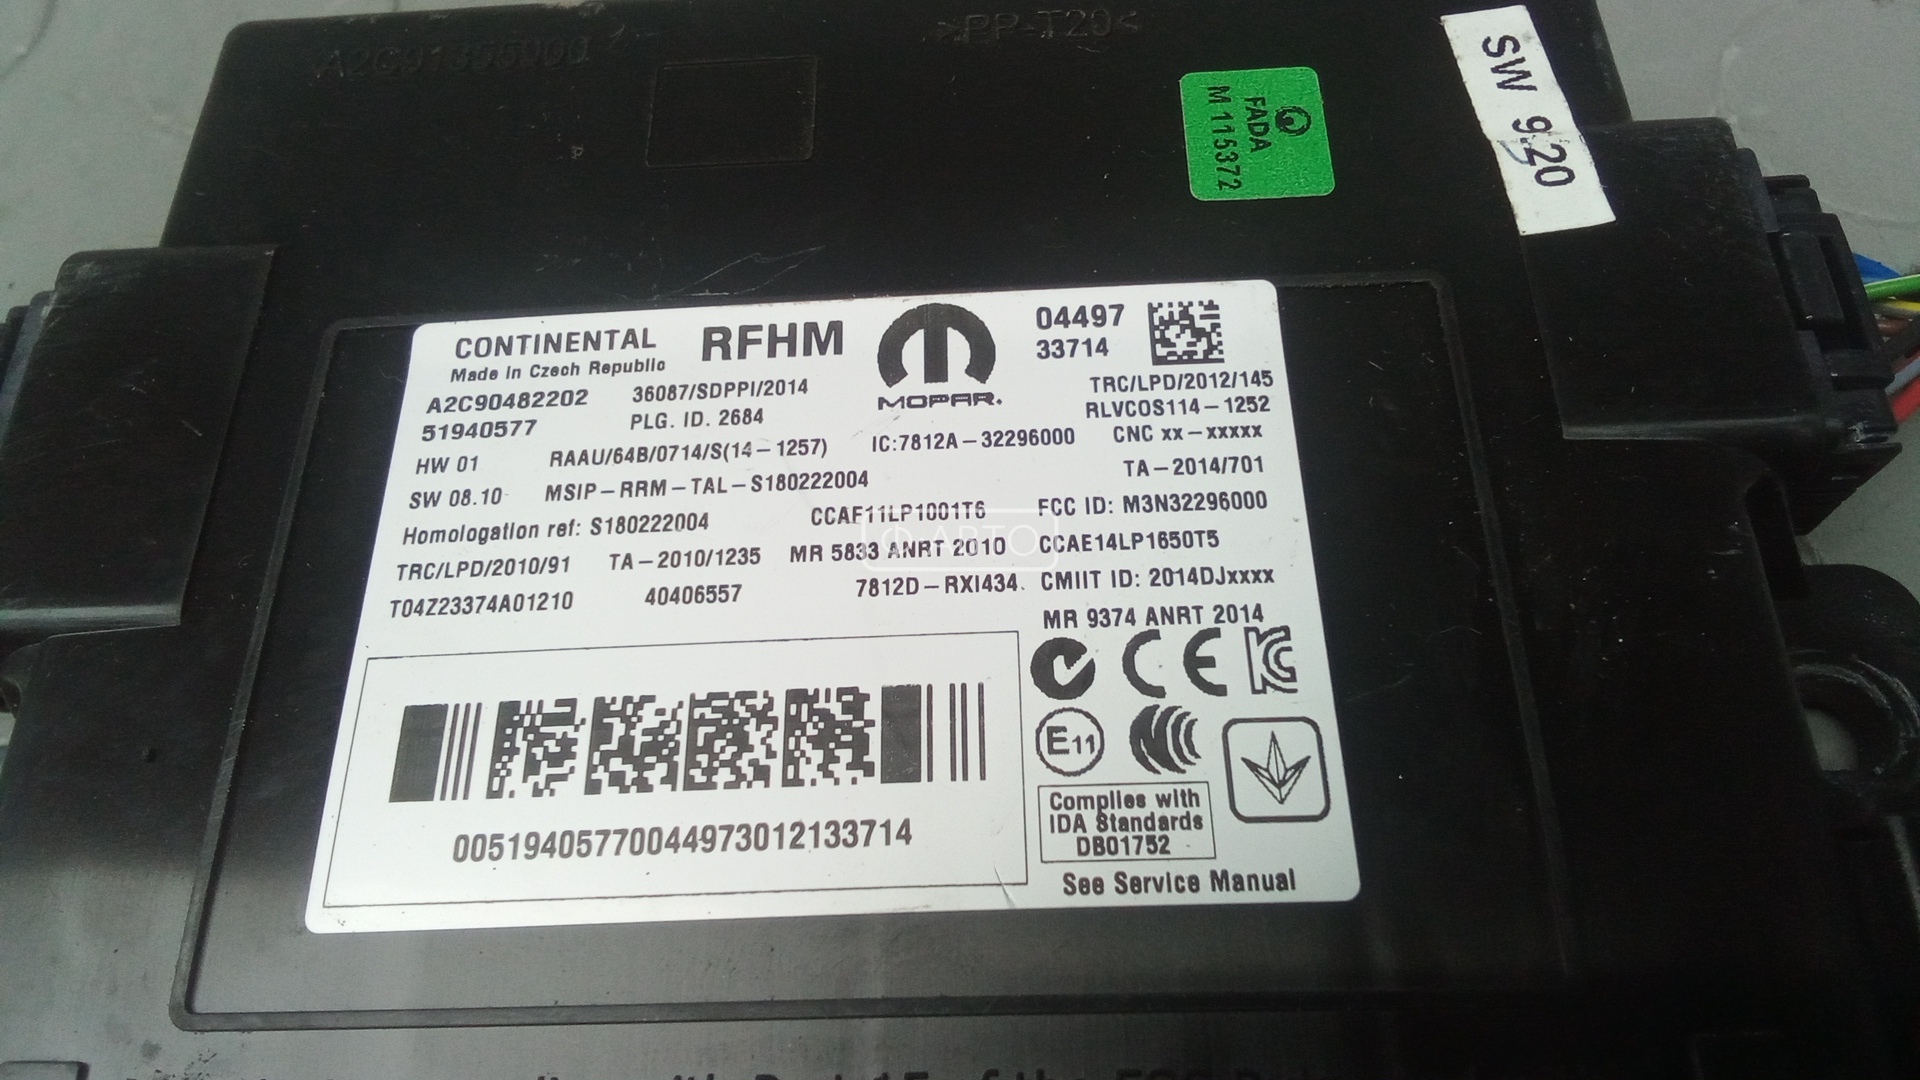 A2C91355900
>PP-T20<
SW 9.20
FADA
M 115372
CONTINENTAL
Made in Czech Republic
RFHM
MOPAR.
04497
33714
A2C90482202
51940577
36087/SDPPI/2014
PLG. ID. 2684
TRC/LPD/2012/145
RLVCOS114-1252
HW 01
RAAU/64B/0714/S(14-1257)
IC:7812A-32296000
CNC xx-xxxxx
SW 08.10
MSIP-RRM-TAL-S180222004
TA-2014/701
Homologation ref: S180222004
CCAF11LP1001T6
FCC ID: M3N32296000
TRC/LPD/2010/91
TA-2010/1235
MR 5833 ANRT 2010
CCAE14LP1650T5
T04Z23374A01210
40406557
7812D-RXI434
CMIIT ID: 2014DJxxxx
MR 9374 ANRT 2014
CE
E11
Complies with
IDA Standards
DB01752
See Service Manual
00519405770044973012133714
АВТО